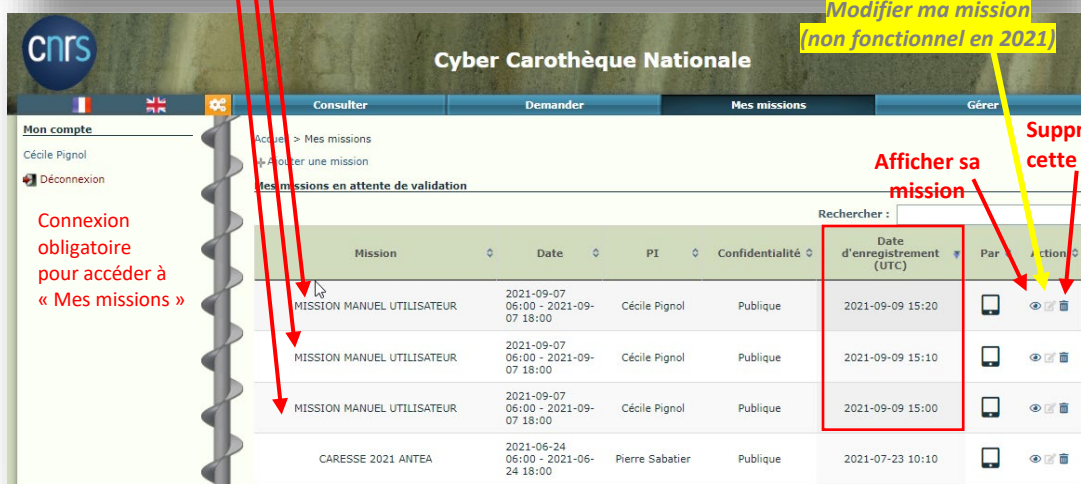 Modifier ma mission
(non fonctionnel en 2021)
cnrs
Cyber Carothèque Nationale
Consulter Demander Mes missions Gérer
Mon compte
Cécile Pignol
Déconnexion
Connexion
obligatoire
pour accéder à
« Mes missions »
Accueil > Mes missions
Ajouter une mission
Mes missions en attente de validation
Afficher sa
mission
cette
Rechercher :
Mission Date PI Confidentialité Date d'enregistrement (UTC) Par Action
MISSION MANUEL UTILISATEUR 2021-09-07 06:00 - 2021-09-07 18:00 Cécile Pignol Publique 2021-09-09 15:20
MISSION MANUEL UTILISATEUR 2021-09-07 06:00 - 2021-09-07 18:00 Cécile Pignol Publique 2021-09-09 15:10
MISSION MANUEL UTILISATEUR 2021-09-07 06:00 - 2021-09-07 18:00 Cécile Pignol Publique 2021-09-09 15:00
CARESSE 2021 ANTEA 2021-06-24 06:00 - 2021-06-24 18:00 Pierre Sabatier Publique 2021-07-23 10:10